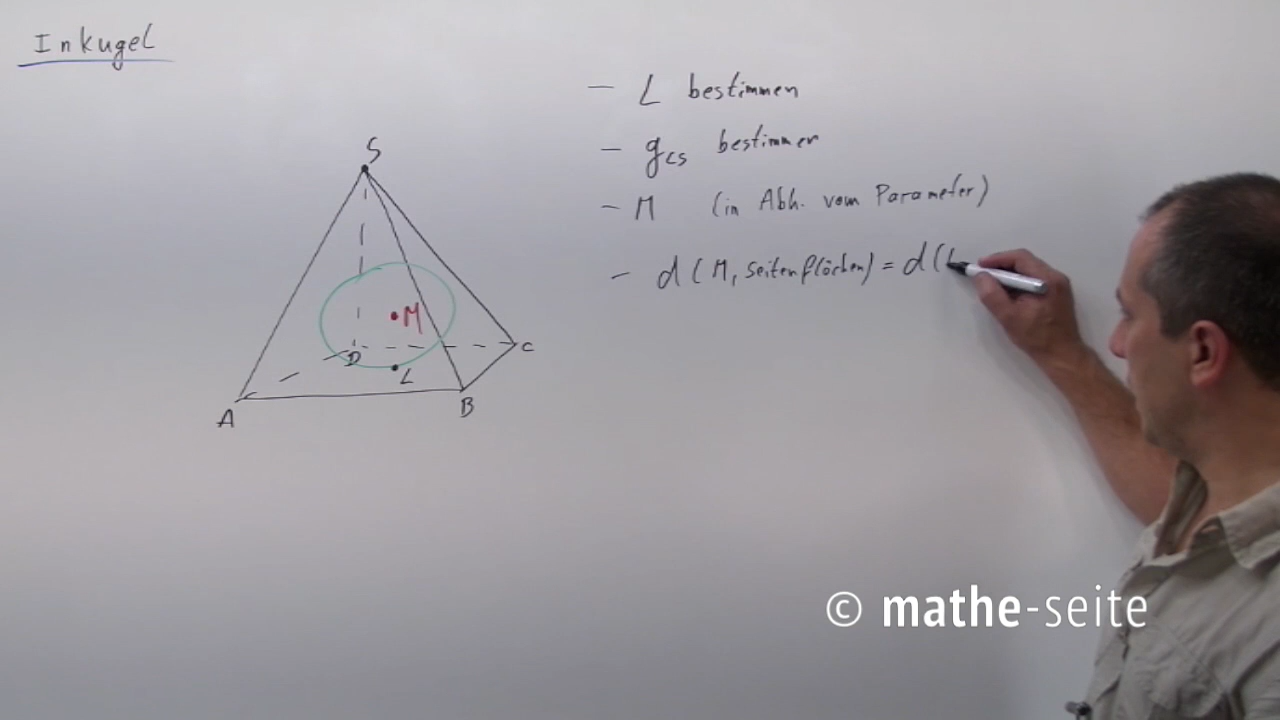 Inkugel
– L bestimmen
– gCS bestimmen
– M (in Abh. vom Parameter)
– d(M, Seitenflächen) = d(
S
M
D
C
L
A
B
© mathe-seite